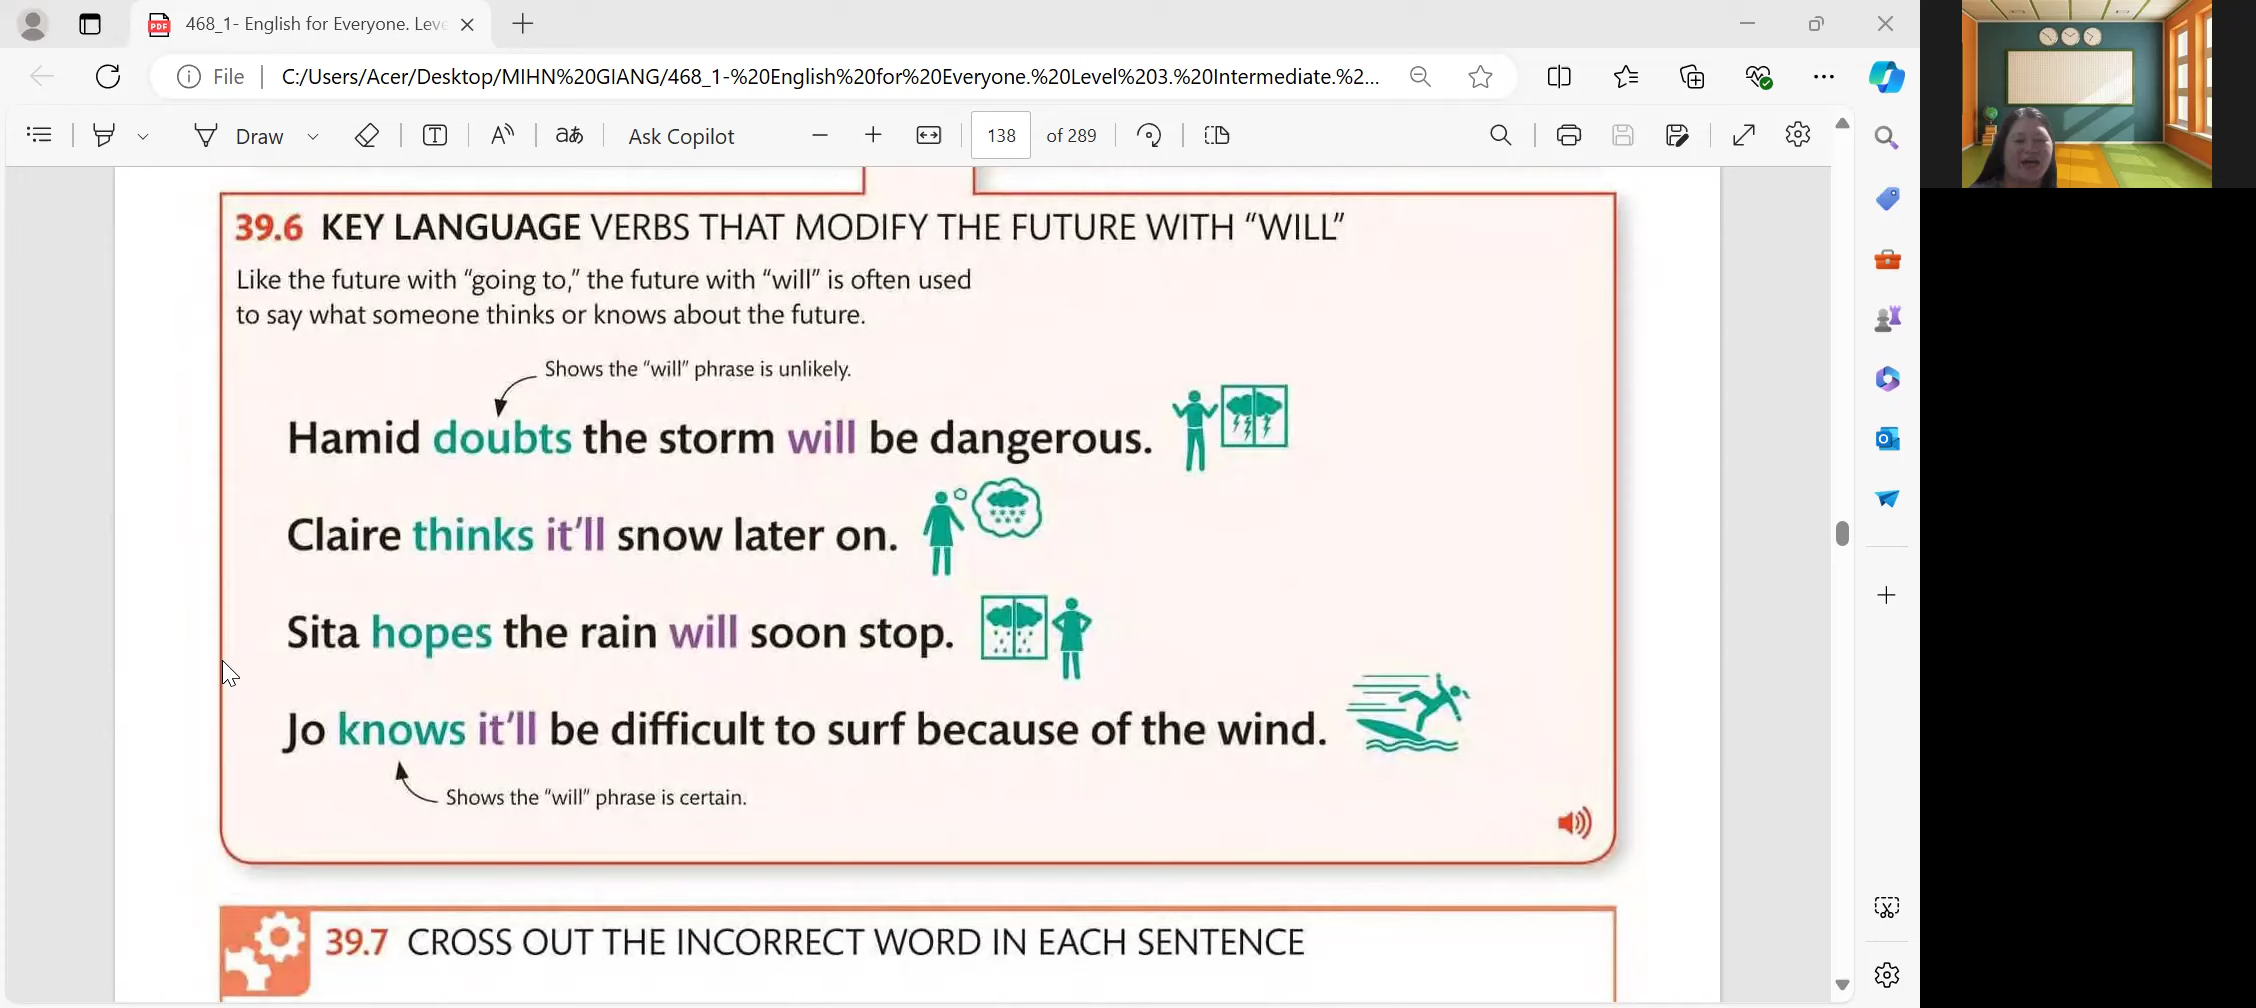 468_1- English for Everyone. Leve
File
C:/Users/Acer/Desktop/MIHN%20GIANG/468_1-%20English%20for%20Everyone.%20Level%203.%20Intermediate.%2...
Draw
Ask Copilot
138 of 289
39.6 KEY LANGUAGE VERBS THAT MODIFY THE FUTURE WITH “WILL”
Like the future with “going to,” the future with “will” is often used
to say what someone thinks or knows about the future.
Shows the “will” phrase is unlikely.
Hamid doubts the storm will be dangerous.
Claire thinks it’ll snow later on.
Sita hopes the rain will soon stop.
Jo knows it’ll be difficult to surf because of the wind.
Shows the “will” phrase is certain.
39.7 CROSS OUT THE INCORRECT WORD IN EACH SENTENCE